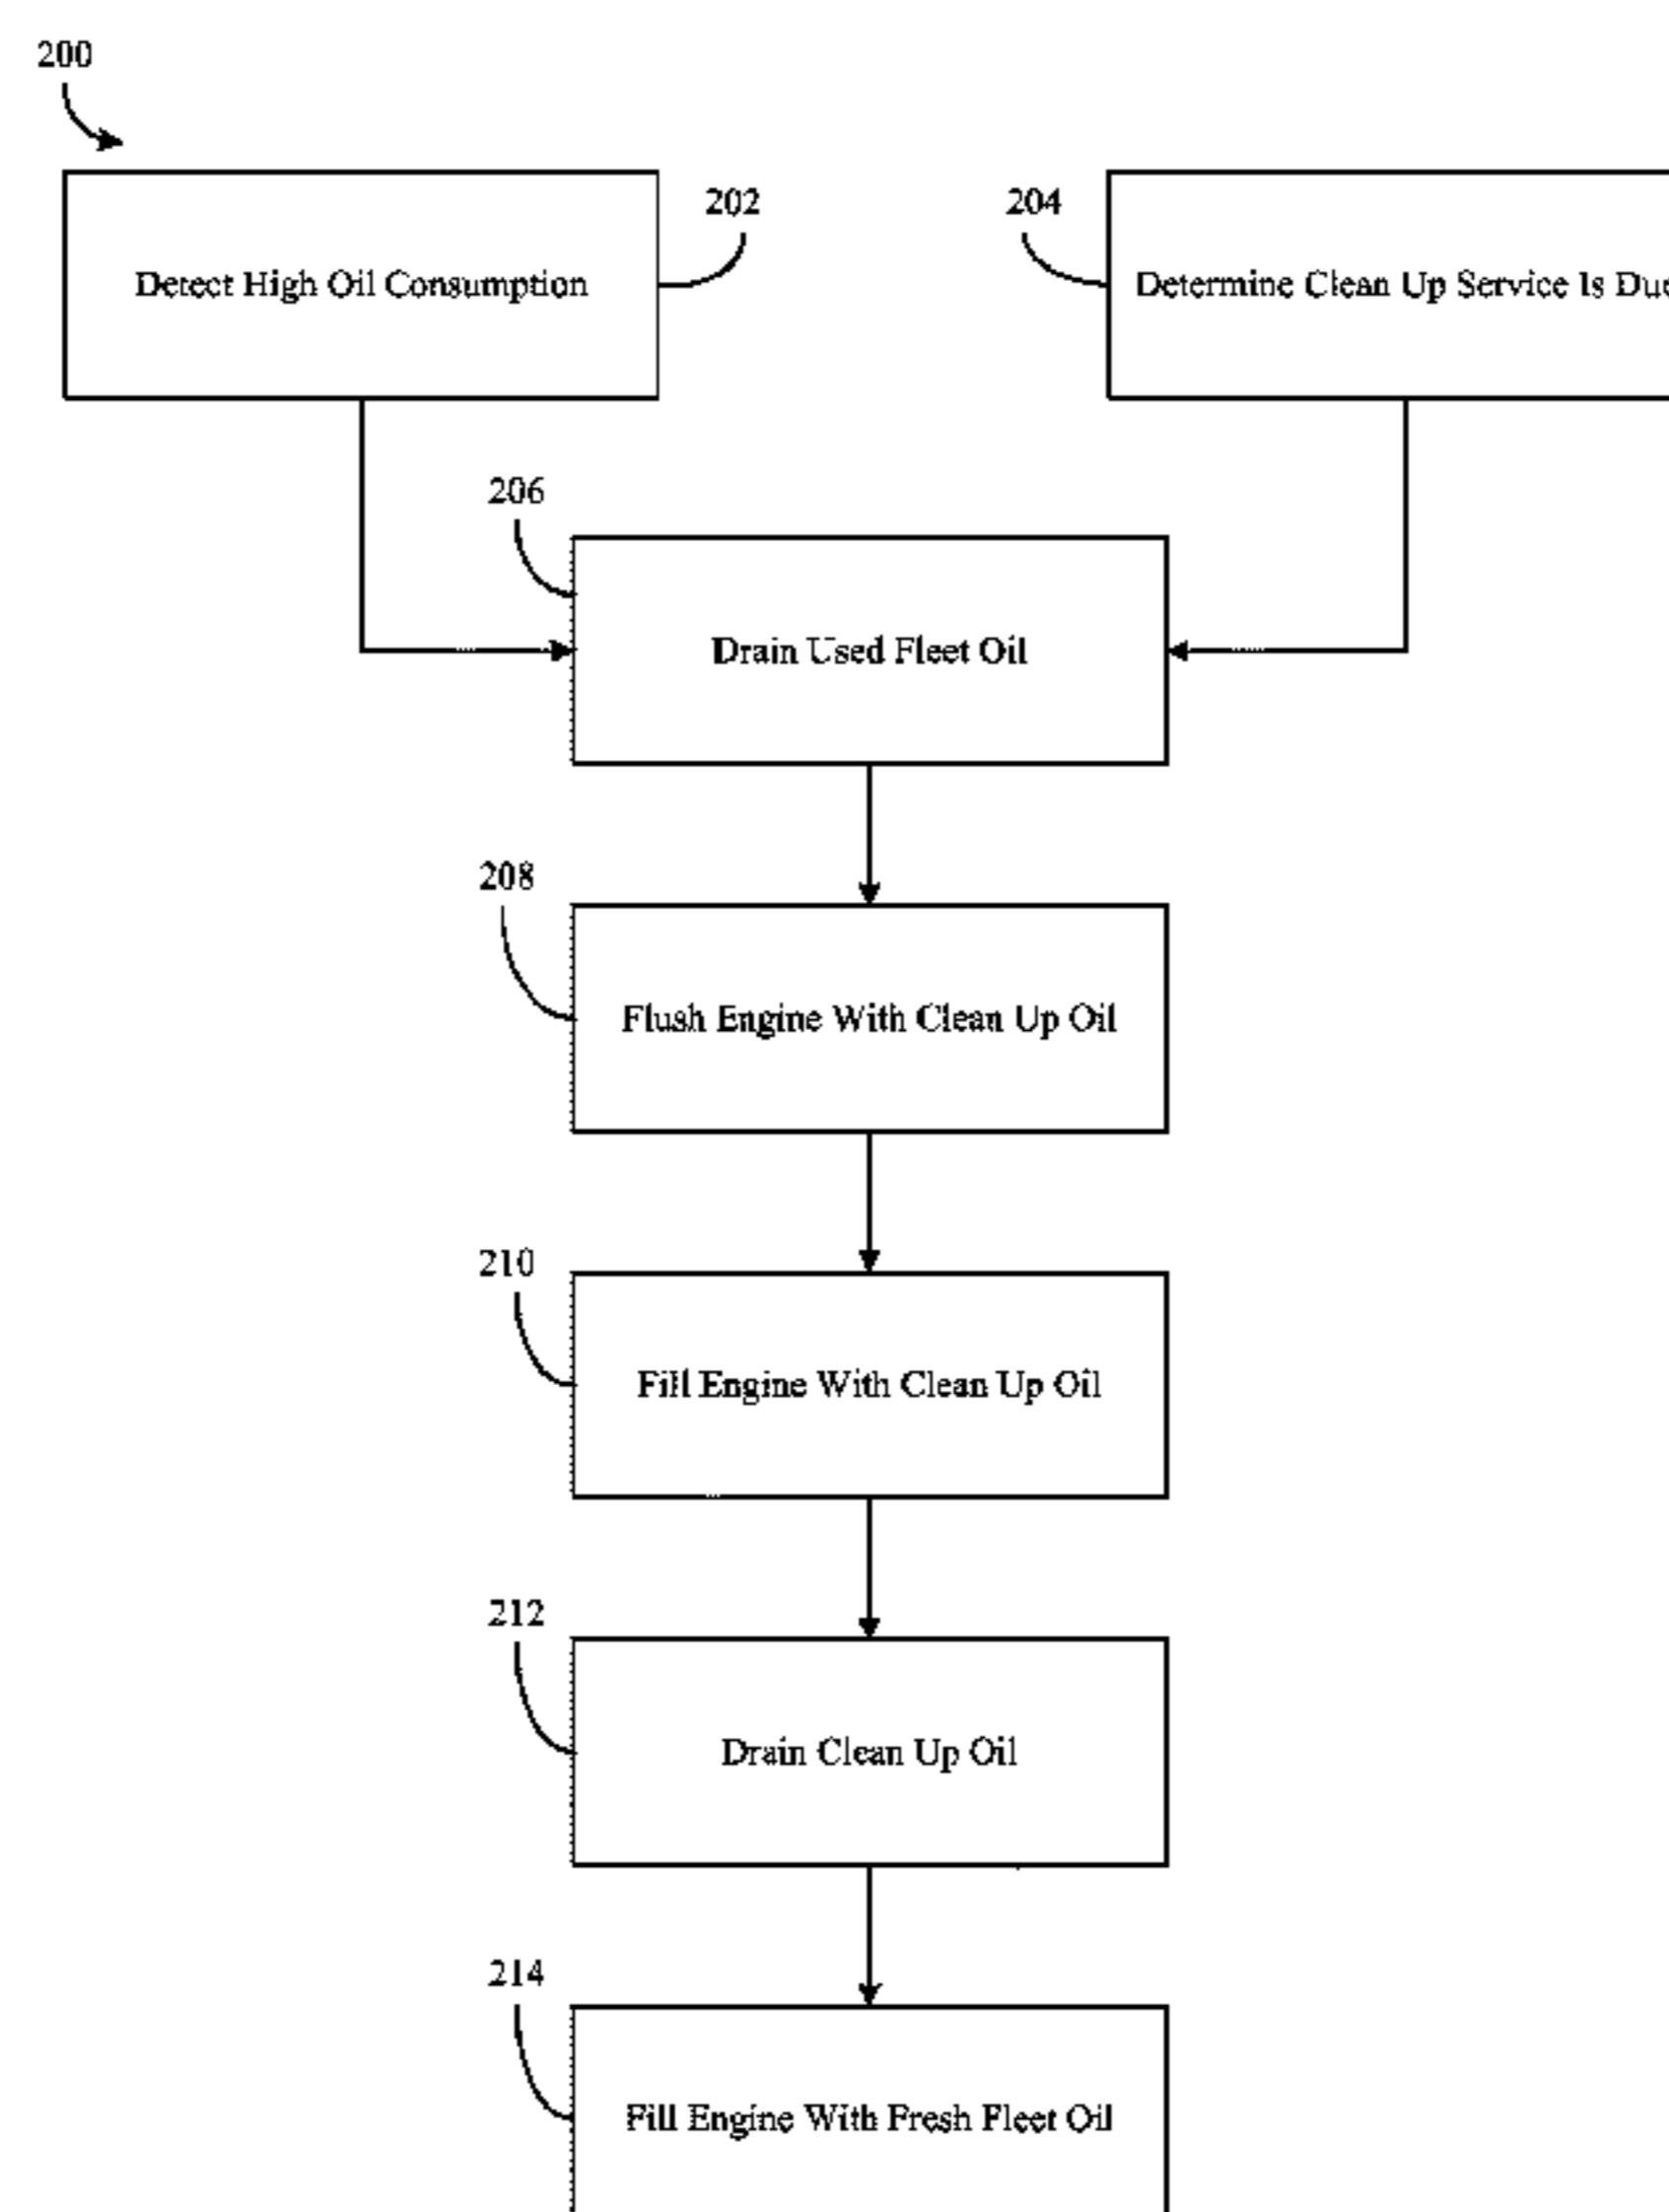 200
202
204
Detect High Oil Consumption
Determine Clean Up Service Is Due
206
Drain Used Fleet Oil
208
Flush Engine With Clean Up Oil
210
Fill Engine With Clean Up Oil
212
Drain Clean Up Oil
214
Fill Engine With Fresh Fleet Oil